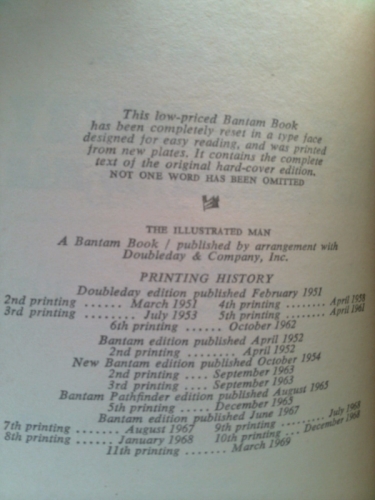 This low-priced Bantam Book
has been completely reset in a type face
designed for easy reading, and was printed
from new plates. It contains the complete
text of the original hard-cover edition.
NOT ONE WORD HAS BEEN OMITTED
THE ILLUSTRATED MAN
A Bantam Book / published by arrangement with
Doubleday & Company, Inc.
PRINTING HISTORY
Doubleday edition published February 1951
2nd printing ...... March 1951 4th printing ...... April 1958
3rd printing ........ July 1953 5th printing ...... April 1962
6th printing ...... October 1962
Bantam edition published April 1952
2nd printing ...... April 1952
New Bantam edition published October 1954
2nd printing .... September 1963
3rd printing .... September 1963
Bantam Pathfinder edition published August 1965
5th printing ..... December 1965
Bantam edition published June 1967
7th printing ..... August 1967 9th printing ........ July 1968
8th printing ..... January 1968 10th printing .... December 1968
11th printing ...... March 1969